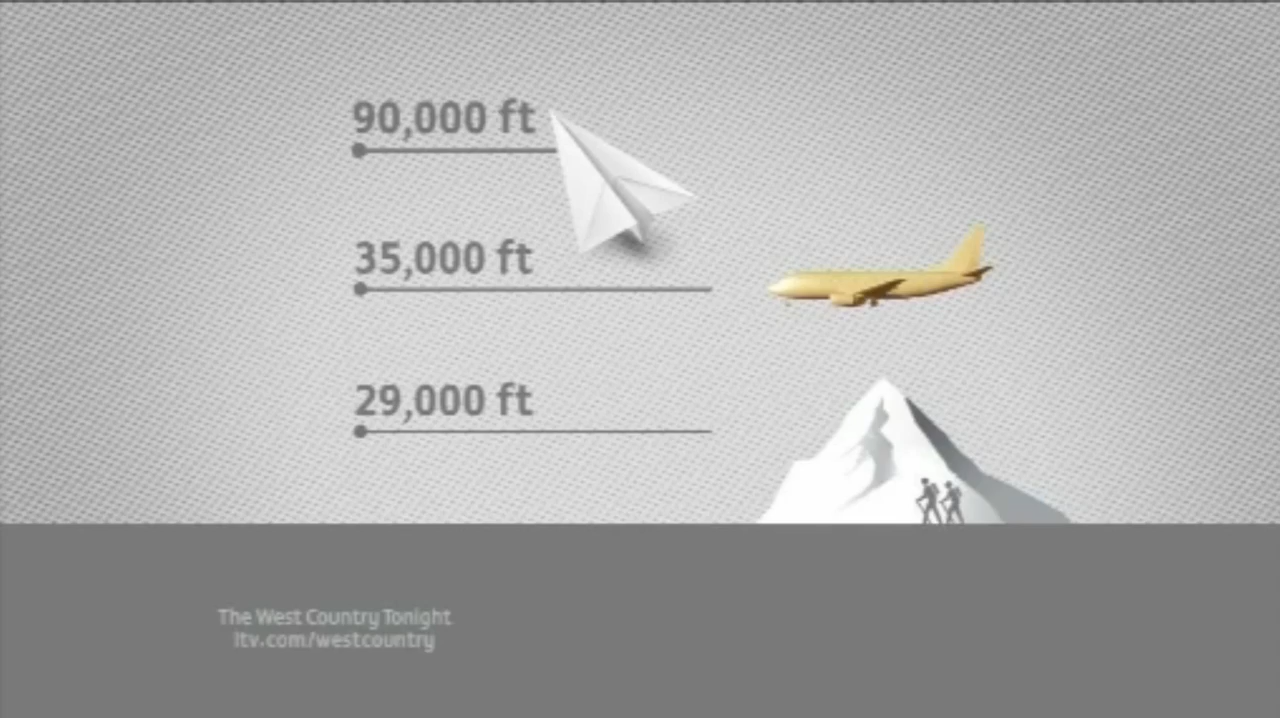 90,000 ft
35,000 ft
29,000 ft
The West Country Tonight
itv.com/westcountry